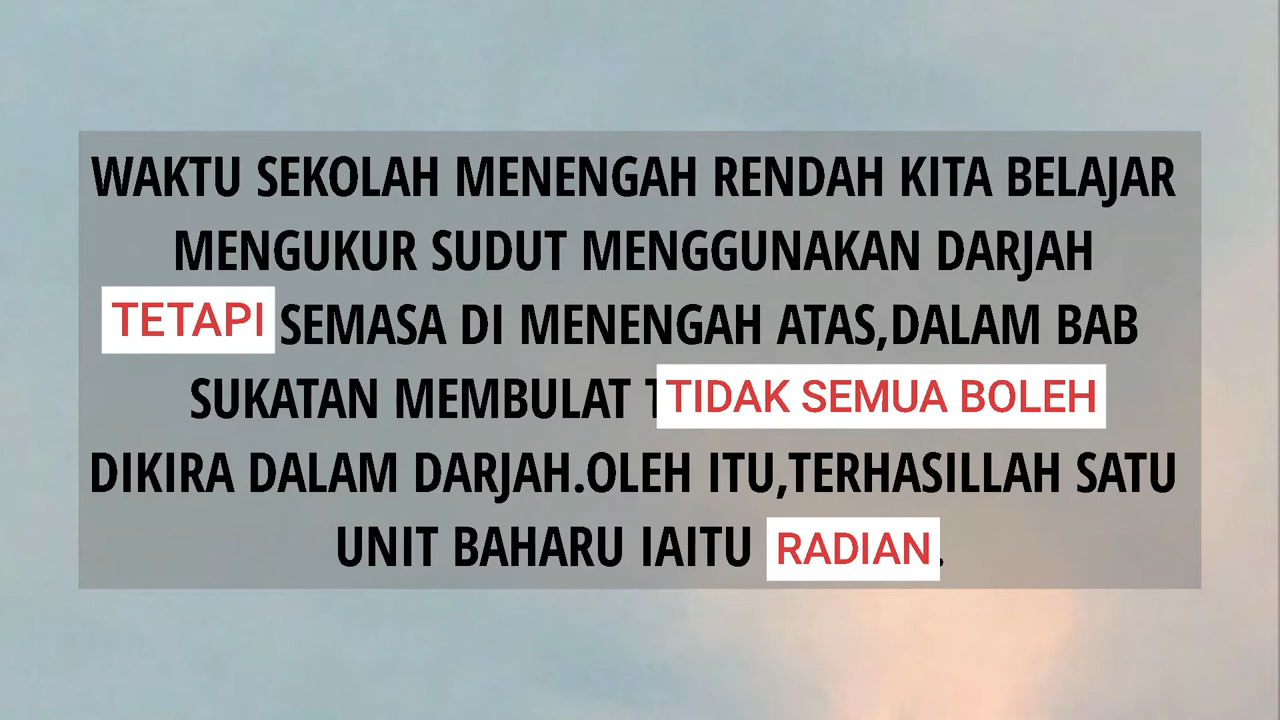 WAKTU SEKOLAH MENENGAH RENDAH KITA BELAJAR
MENGUKUR SUDUT MENGGUNAKAN DARJAH
TETAPI SEMASA DI MENENGAH ATAS,DALAM BAB
SUKATAN MEMBULAT TIDAK SEMUA BOLEH
DIKIRA DALAM DARJAH.OLEH ITU,TERHASILLAH SATU
UNIT BAHARU IAITU RADIAN.